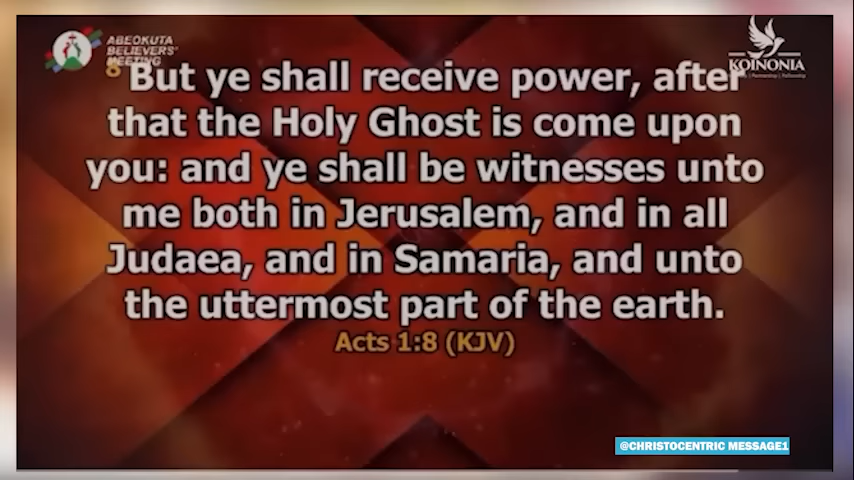 ABEOKUTA
BELIEVERS'
MEETING
KOINONIA
8 But ye shall receive power, after
that the Holy Ghost is come upon
you: and ye shall be witnesses unto
me both in Jerusalem, and in all
Judaea, and in Samaria, and unto
the uttermost part of the earth.
Acts 1:8 (KJV)
@CHRISTOCENTRIC MESSAGE1